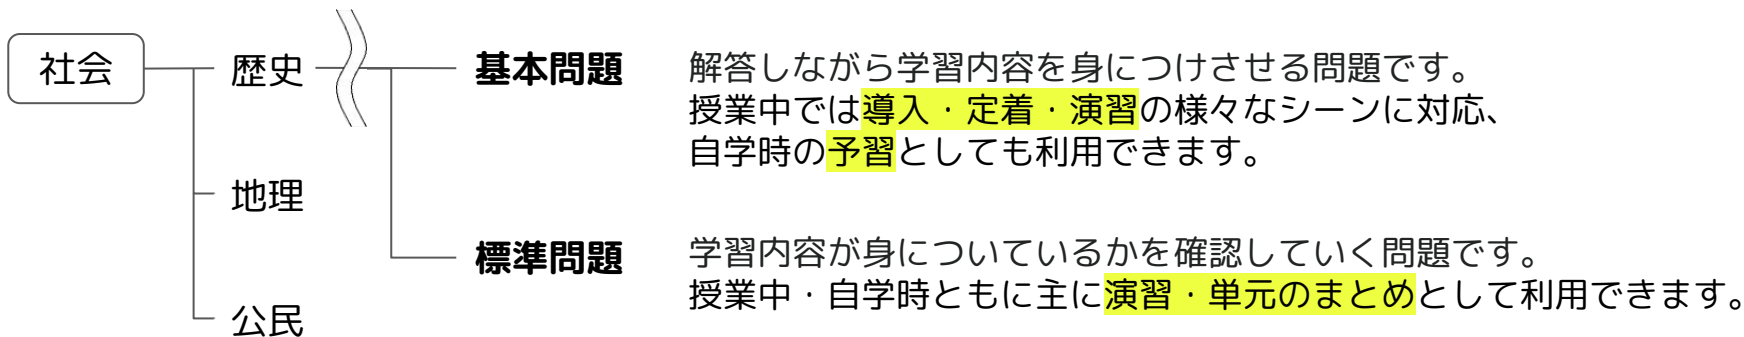 社会
歴史
地理
公民
基本問題
解答しながら学習内容を身につけさせる問題です。
授業中では導入・定着・演習の様々なシーンに対応、
自学時の予習としても利用できます。
標準問題
学習内容が身についているかを確認していく問題です。
授業中・自学時ともに主に演習・単元のまとめとして利用できます。